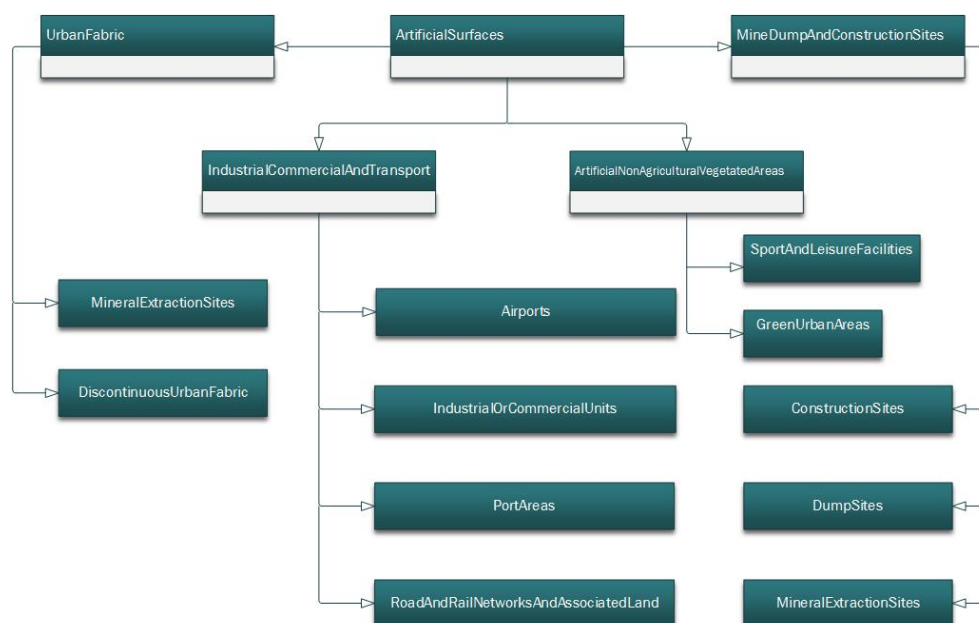 UrbanFabric
ArtificialSurfaces
MineDumpAndConstructionSites
IndustrialCommercialAndTransport
ArtificialNonAgriculturalVegetatedAreas
SportAndLeisureFacilities
MineralExtractionSites
Airports
GreenUrbanAreas
DiscontinuousUrbanFabric
IndustrialOrCommercialUnits
ConstructionSites
PortAreas
DumpSites
RoadAndRailNetworksAndAssociatedLand
MineralExtractionSites